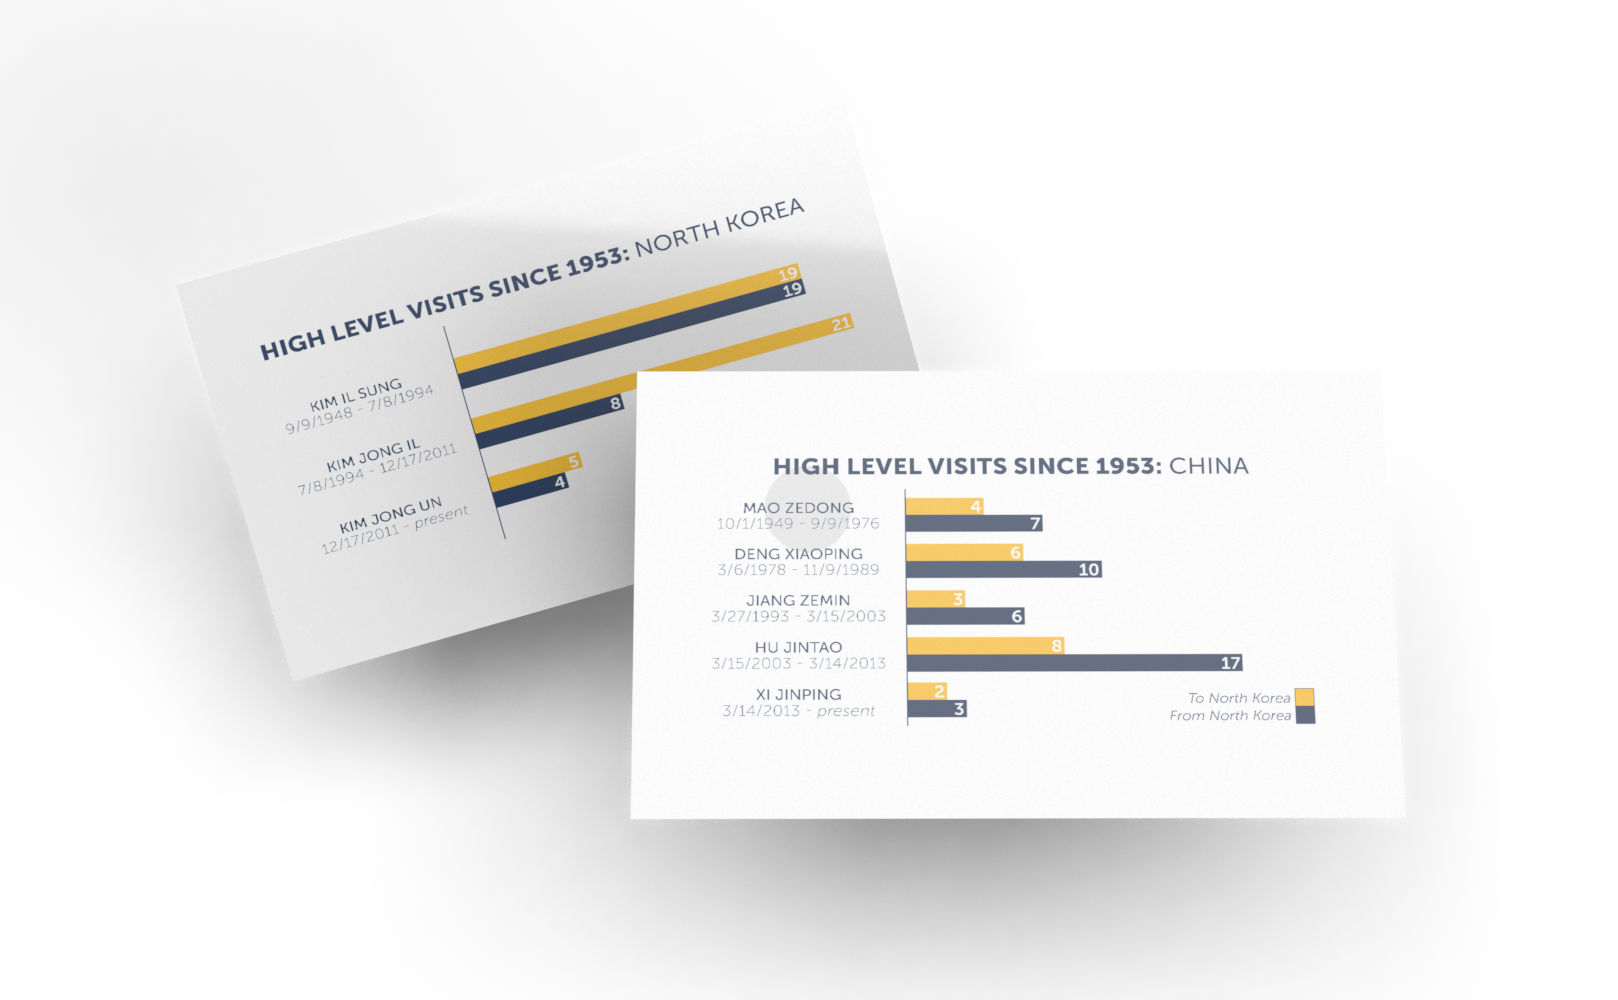 HIGH LEVEL VISITS SINCE 1953: NORTH KOREA
19
19
KIM IL SUNG
9/9/1948 - 7/8/1994
21
8
KIM JONG IL
7/8/1994 - 12/17/2011
5
4
KIM JONG UN
12/17/2011 - present
HIGH LEVEL VISITS SINCE 1953: CHINA
MAO ZEDONG
10/1/1949 - 9/9/1976
4
7
DENG XIAOPING
3/6/1978 - 11/9/1989
6
10
JIANG ZEMIN
3/27/1993 - 3/15/2003
3
6
HU JINTAO
3/15/2003 - 3/14/2013
8
17
XI JINPING
3/14/2013 - present
2
3
To North Korea
From North Korea